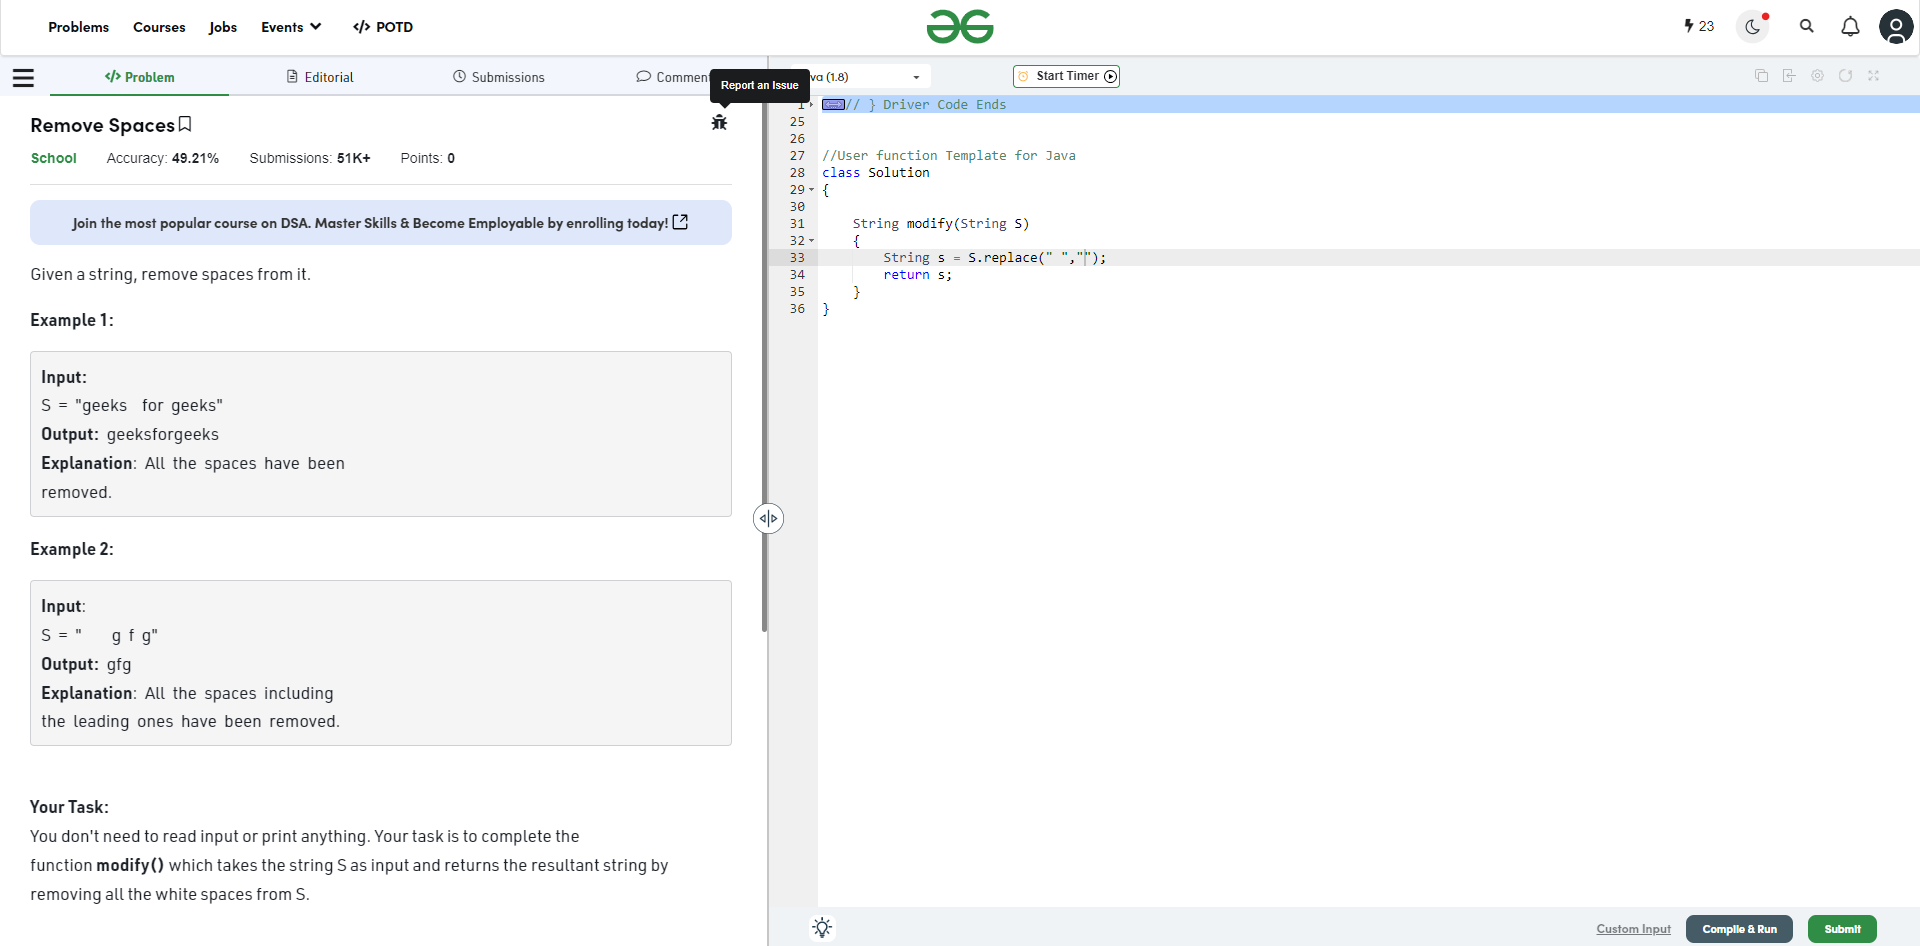 Problems Courses Jobs Events </> POTD
23
</> Problem Editorial Submissions Comment
Report an Issue
va (1.8)
Start Timer
Remove Spaces
School Accuracy: 49.21% Submissions: 51K+ Points: 0
Join the most popular course on DSA. Master Skills & Become Employable by enrolling today!
Given a string, remove spaces from it.
Example 1:
Input:
S = "geeks  for geeks"
Output: geeksforgeeks
Explanation: All the spaces have been
removed.
Example 2:
Input:
S = "    g f g"
Output: gfg
Explanation: All the spaces including
the leading ones have been removed.
Your Task:
You don't need to read input or print anything. Your task is to complete the
function modify() which takes the string S as input and returns the resultant string by
removing all the white spaces from S.
1 // } Driver Code Ends
25
26
27 //User function Template for Java
28 class Solution
29 {
30
31     String modify(String S)
32     {
33         String s = S.replace(" ","");
34         return s;
35     }
36 }
Custom Input Compile & Run Submit